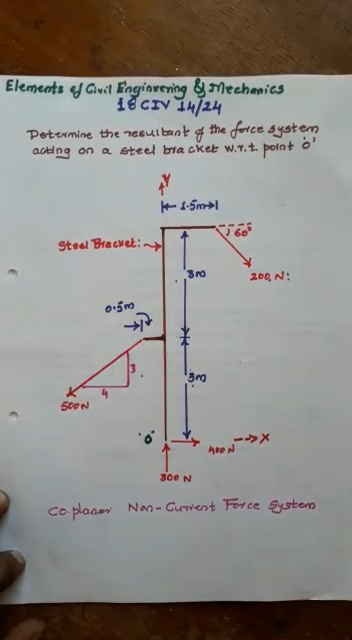 Elements of Civil Engineering & Mechanics
18 CIV 14/24
Determine the resultant of the force system
acting on a steel bracket w.r.t. point 'O'
Y
1.5m
Steel Bracket:
60°
3m
200 N:
0.5m
3
4
3m
500N
'O'
400 N
X
300 N
Co.planar Non-Current Force System